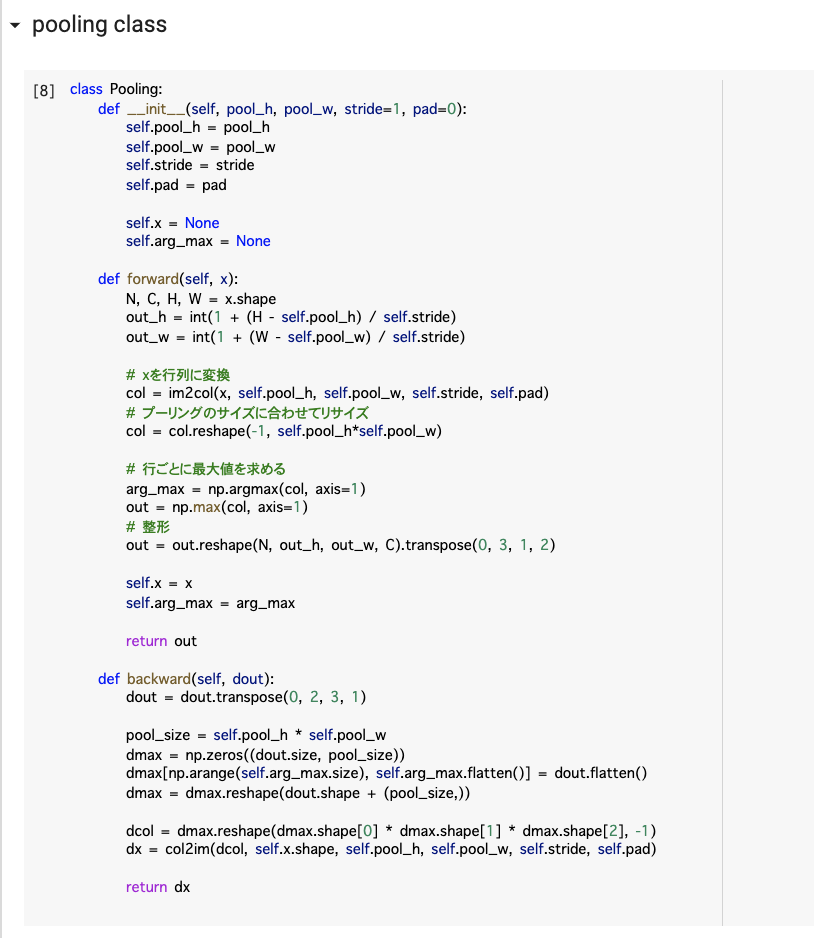 pooling class
[8] class Pooling:
def __init__(self, pool_h, pool_w, stride=1, pad=0):
self.pool_h = pool_h
self.pool_w = pool_w
self.stride = stride
self.pad = pad
self.x = None
self.arg_max = None
def forward(self, x):
N, C, H, W = x.shape
out_h = int(1 + (H - self.pool_h) / self.stride)
out_w = int(1 + (W - self.pool_w) / self.stride)
# xを行列に変換
col = im2col(x, self.pool_h, self.pool_w, self.stride, self.pad)
# プーリングのサイズに合わせてリサイズ
col = col.reshape(-1, self.pool_h*self.pool_w)
# 行ごとに最大値を求める
arg_max = np.argmax(col, axis=1)
out = np.max(col, axis=1)
# 整形
out = out.reshape(N, out_h, out_w, C).transpose(0, 3, 1, 2)
self.x = x
self.arg_max = arg_max
return out
def backward(self, dout):
dout = dout.transpose(0, 2, 3, 1)
pool_size = self.pool_h * self.pool_w
dmax = np.zeros((dout.size, pool_size))
dmax[np.arange(self.arg_max.size), self.arg_max.flatten()] = dout.flatten()
dmax = dmax.reshape(dout.shape + (pool_size,))
dcol = dmax.reshape(dmax.shape[0] * dmax.shape[1] * dmax.shape[2], -1)
dx = col2im(dcol, self.x.shape, self.pool_h, self.pool_w, self.stride, self.pad)
return dx